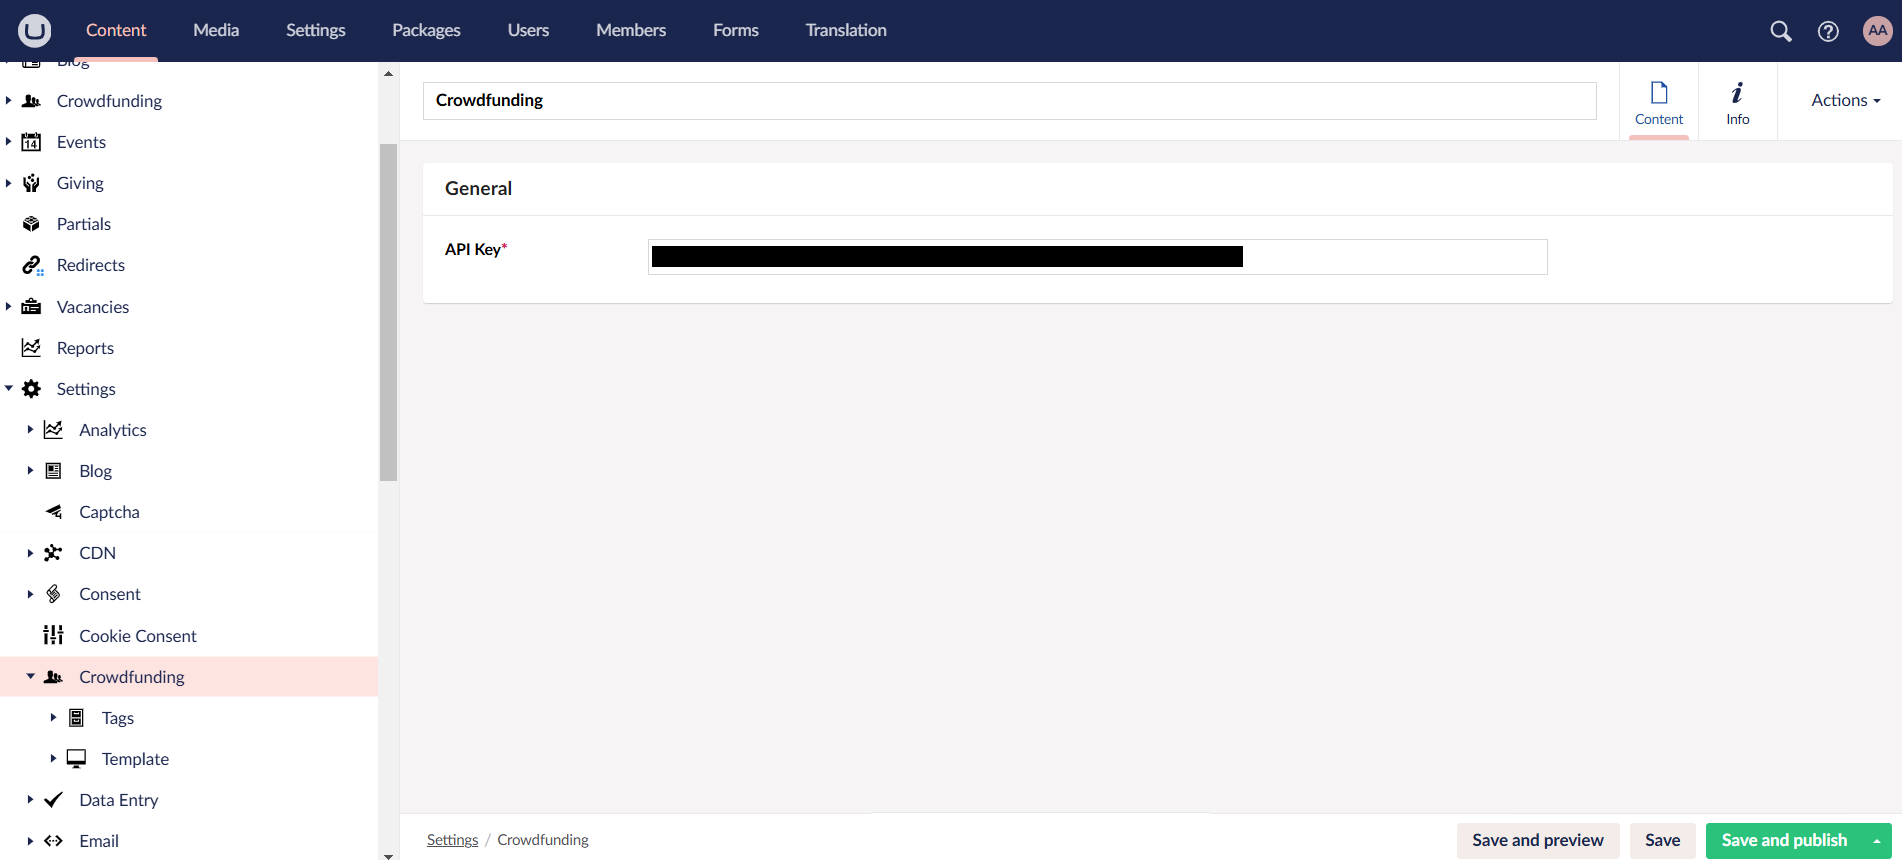 Content Media Settings Packages Users Members Forms Translation AA
Blog
Crowdfunding
Events
Giving
Partials
Redirects
Vacancies
Reports
Settings
Analytics
Blog
Captcha
CDN
Consent
Cookie Consent
Crowdfunding
Tags
Template
Data Entry
Email
Crowdfunding
Content
Info
Actions
General
API Key*
Settings / Crowdfunding
Save and preview
Save
Save and publish